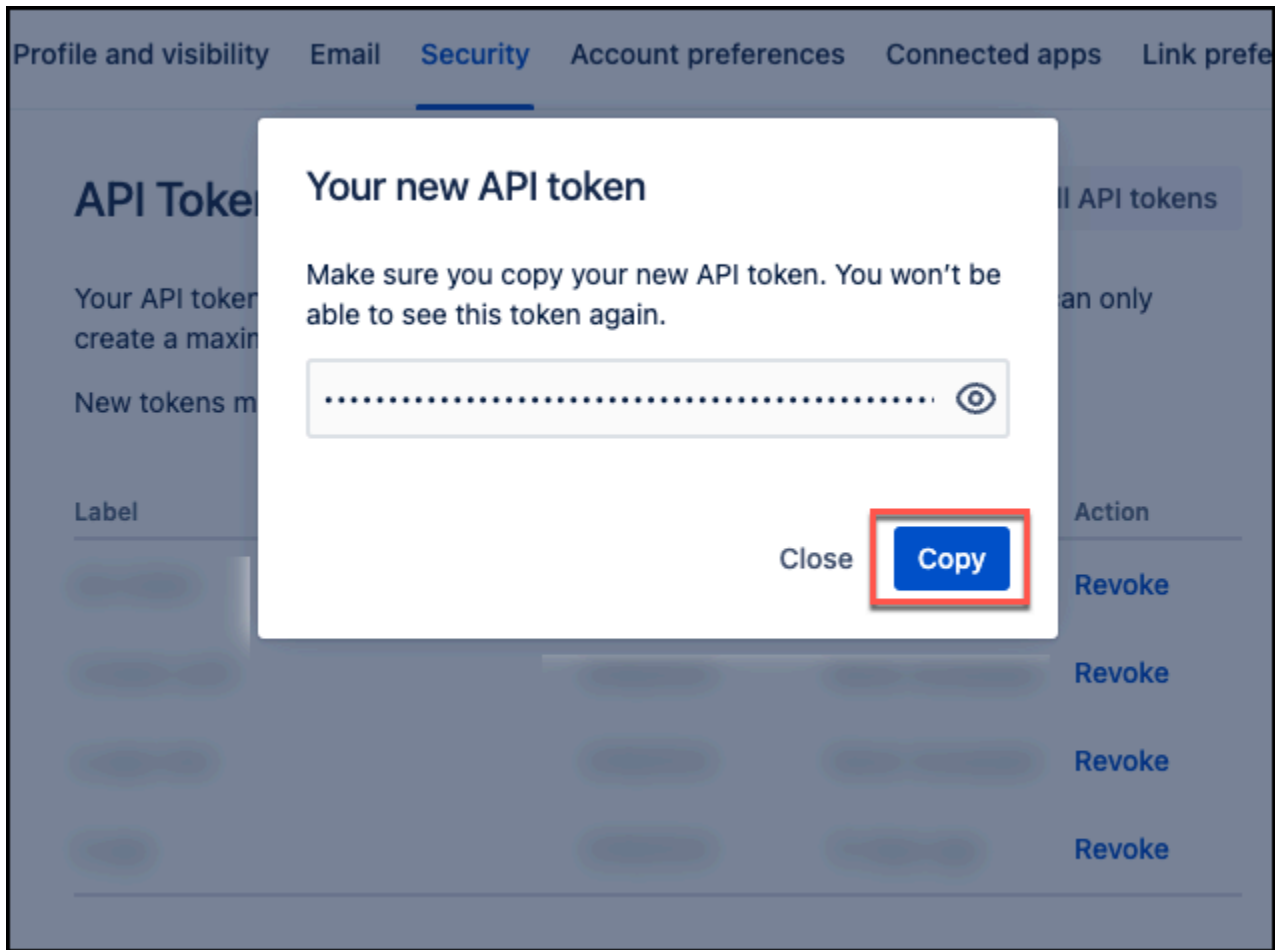 Profile and visibility Email Security Account preferences Connected apps Link prefe
Your new API token
Make sure you copy your new API token. You won't be
able to see this token again.
Close Copy
API Toke
ll API tokens
Your API token
an only
create a maxin
New tokens m
Label Action
Revoke
Revoke
Revoke
Revoke